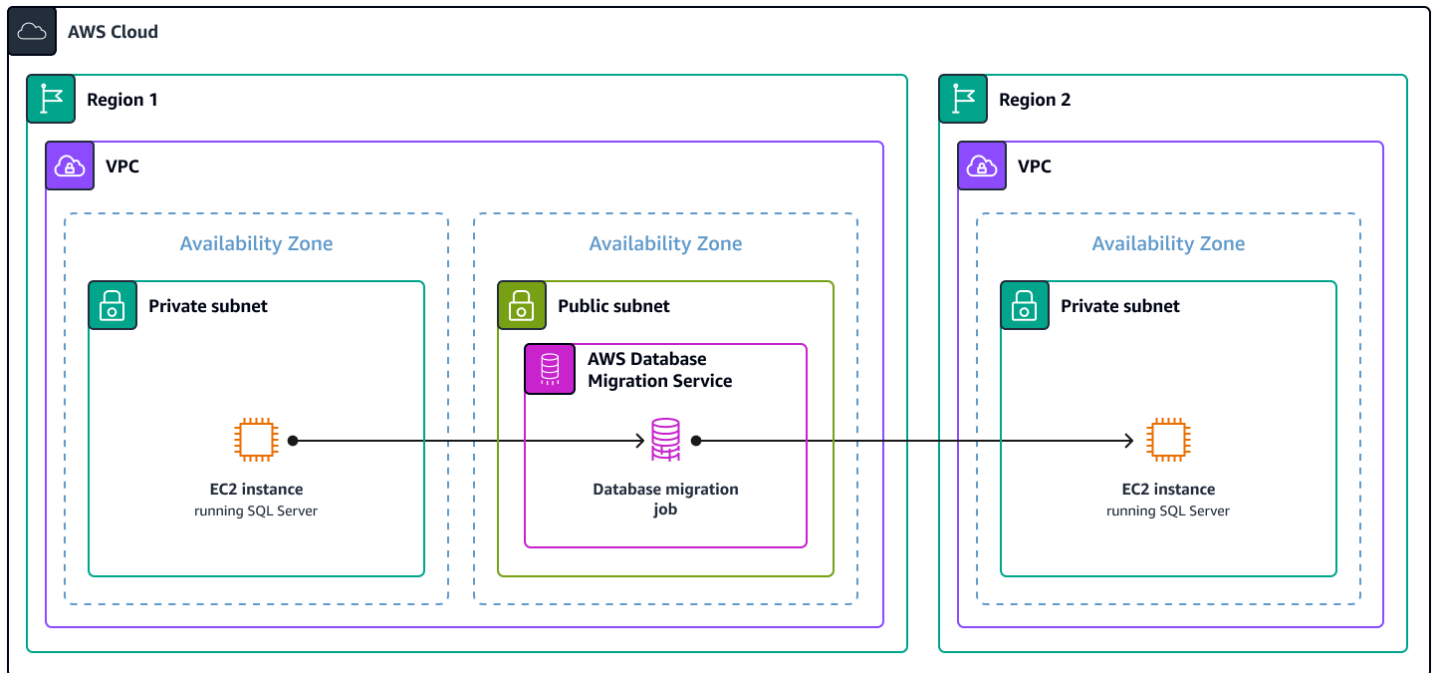 AWS Cloud
Region 1
Region 2
VPC
VPC
Availability Zone
Availability Zone
Availability Zone
Private subnet
Public subnet
Private subnet
AWS Database
Migration Service
EC2 instance
running SQL Server
Database migration
job
EC2 instance
running SQL Server